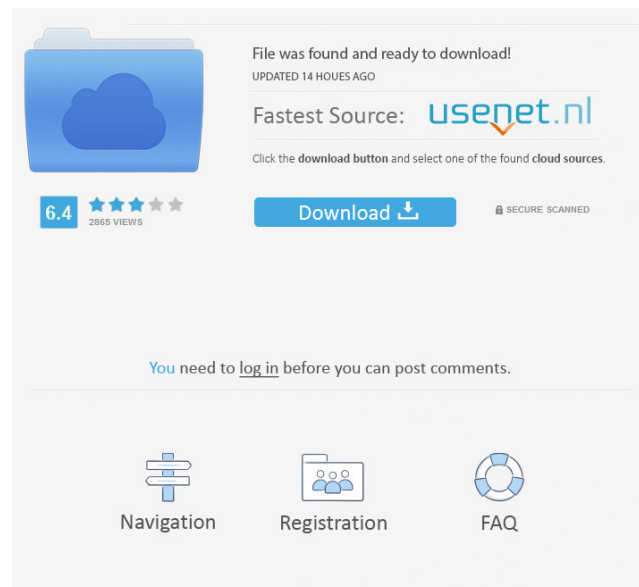 File was found and ready to download!
UPDATED 14 HOUES AGO
Fastest Source: usenet.nl
Click the download button and select one of the found cloud sources.
6.4
2865 VIEWS
Download
SECURE SCANNED
You need to log in before you can post comments.
Navigation
Registration
FAQ